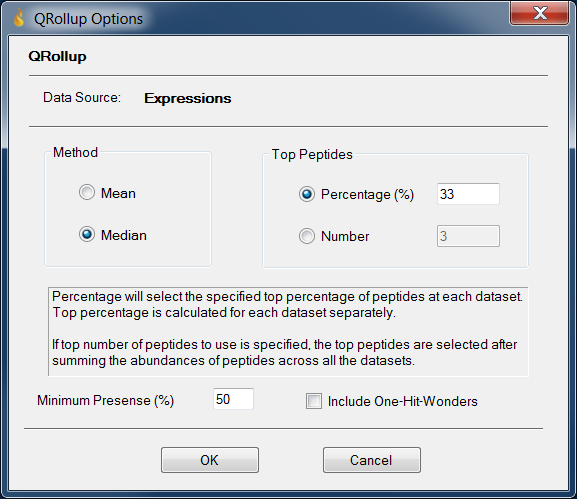 QRollup Options
QRollup
Data Source: Expressions
Method
Mean
Median
Top Peptides
Percentage (%) 33
Number 3
Percentage will select the specified top percentage of peptides at each dataset.
Top percentage is calculated for each dataset separately.
If top number of peptides to use is specified, the top peptides are selected after
summing the abundances of peptides across all the datasets.
Minimum Presense (%) 50
Include One-Hit-Wonders
OK
Cancel